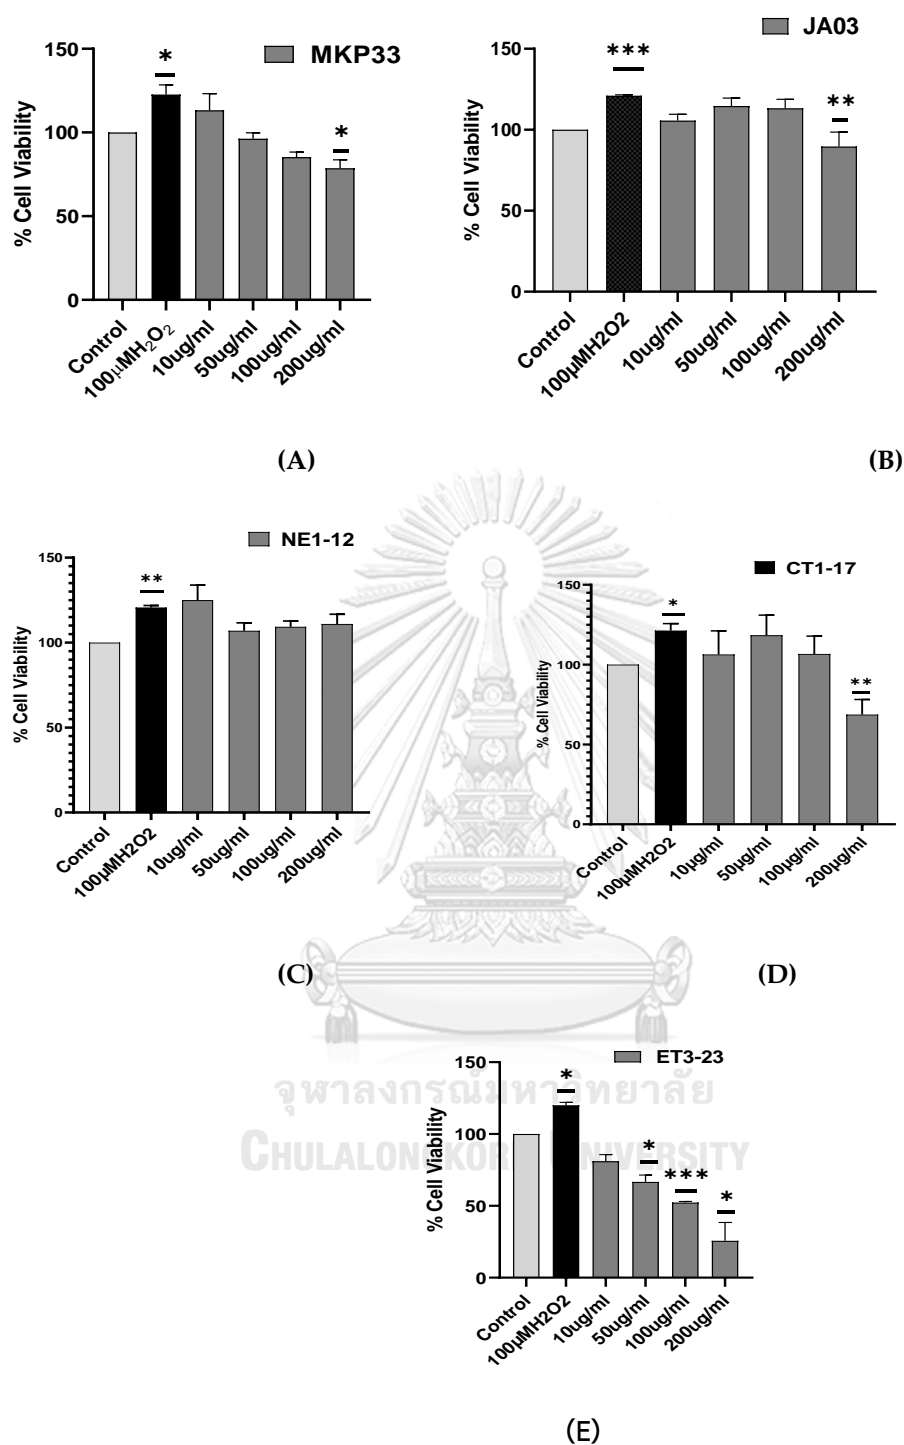 MKP33
*
*
% Cell Viability
150
100
50
0
Control
100μMH₂O₂
10ug/ml
50ug/ml
100ug/ml
200ug/ml
(A)
JA03
***
**
% Cell Viability
150
100
50
0
Control
100μMH2O2
10ug/ml
50ug/ml
100ug/ml
200ug/ml
(B)
NE1-12
**
% Cell Viability
150
100
50
0
Control
100μMH2O2
10ug/ml
50ug/ml
100ug/ml
200ug/ml
(C)
CT1-17
*
**
% Cell Viability
150
100
50
0
Control
100μMH2O2
10μg/ml
50μg/ml
100μg/ml
200μg/ml
(D)
ET3-23
*
*
***
*
% Cell Viability
150
100
50
0
Control
100μMH2O2
10ug/ml
50ug/ml
100ug/ml
200ug/ml
(E)
จุฬาลงกรณ์มหาวิทยาลัย
CHULALONGKORN UNIVERSITY